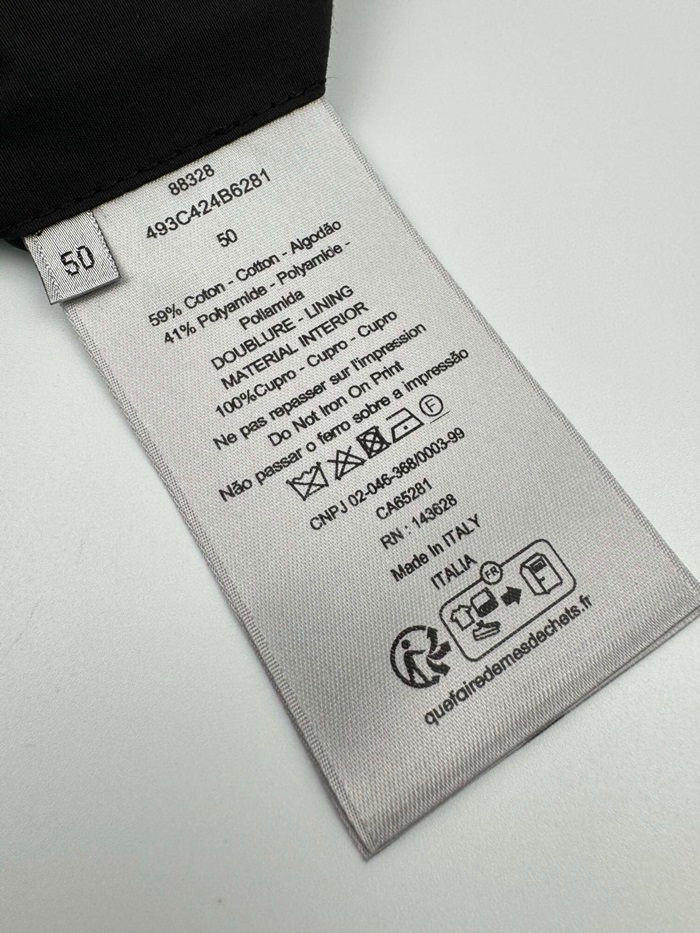 88328
493C424B6281
50
50
59% Coton - Cotton - Algodão
41% Polyamide - Polyamide -
Poliamida
DOUBLURE - LINING
MATERIAL INTERIOR
100%Cupro - Cupro - Cupro
Ne pas repasser sur l'impression
Do Not Iron On Print
Não passar o ferro sobre a impressão
F
CNPJ 02-046-368/0003-99
CA65281
RN : 143628
Made In ITALY
ITALIA
FR
quefairedemesdechets.fr